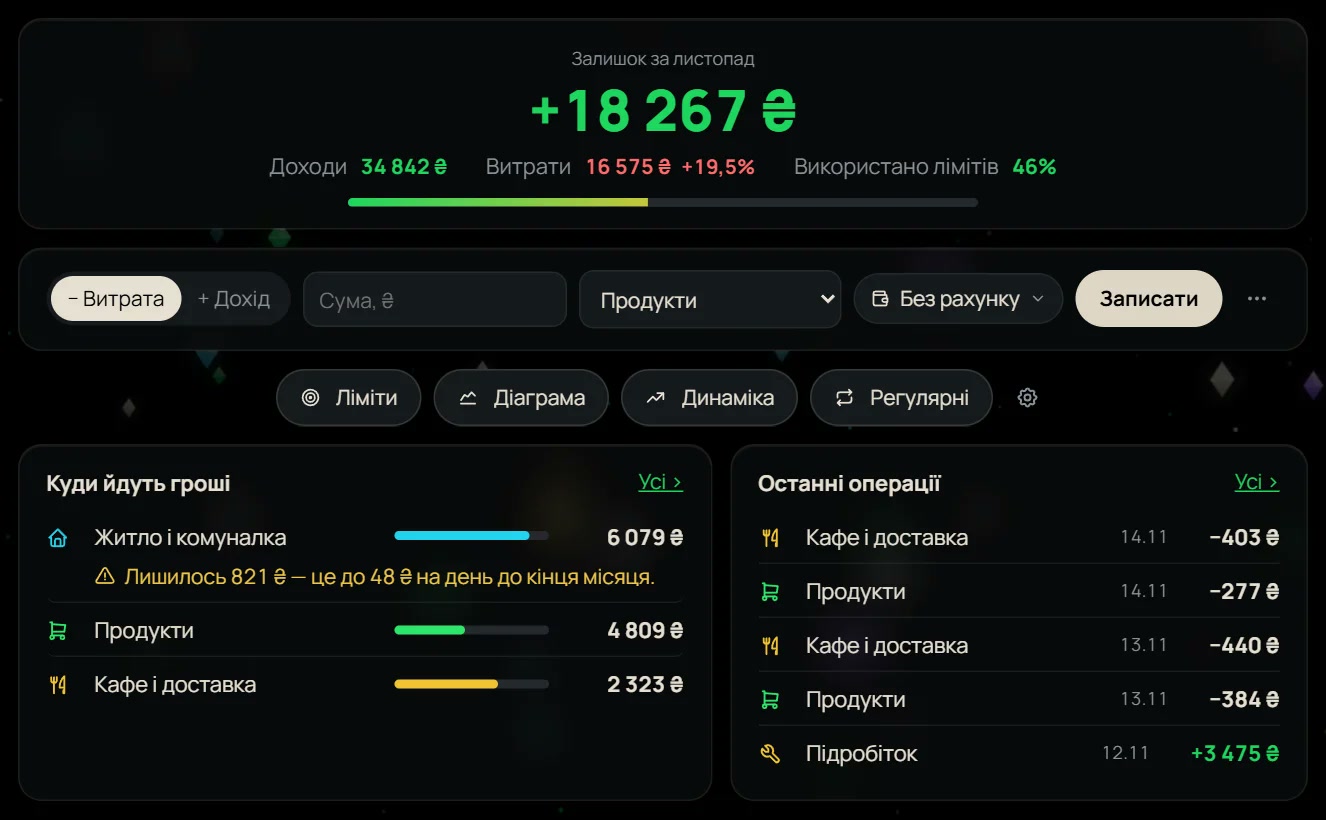 Залишок за листопад
+18 267 ₴
Доходи 34 842 ₴ Витрати 16 575 ₴ +19,5% Використано лімітів 46%
− Витрата + Дохід Сума, ₴ Продукти Без рахунку Записати ···
Ліміти Діаграма Динаміка Регулярні
Куди йдуть гроші Усі ›
Житло і комуналка 6 079 ₴
Лишилось 821 ₴ — це до 48 ₴ на день до кінця місяця.
Продукти 4 809 ₴
Кафе і доставка 2 323 ₴
Останні операції Усі ›
Кафе і доставка 14.11 −403 ₴
Продукти 14.11 −277 ₴
Кафе і доставка 13.11 −440 ₴
Продукти 13.11 −384 ₴
Підробіток 12.11 +3 475 ₴